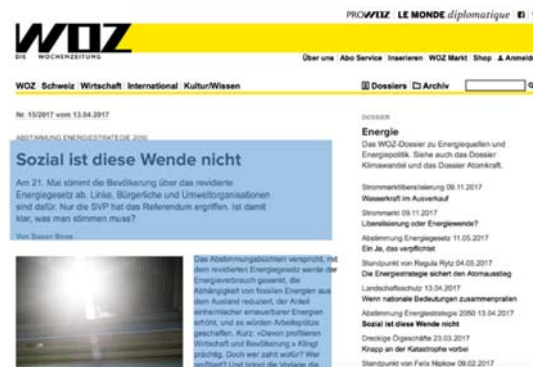 PROWOZ LE MONDE diplomatique
WOZ
DIE WOCHENZEITUNG
Über uns Abo Service Inserieren WOZ Markt Shop
WOZ Schweiz Wirtschaft International Kultur/Wissen
Dossiers Archiv
Nr. 15/2017 vom 13.04.2017
ABSTIMMUNG ENERGIESTRATEGIE 2050
Sozial ist diese Wende nicht
Am 21. Mai stimmt die Bevölkerung über das revidierte
Energiegesetz ab. Linke, Bürgerliche und Umweltorganisationen
sind dafür. Nur die SVP hat das Referendum ergriffen. Ist damit
klar, was man stimmen muss?
Von Susan Boos
Das Abstimmungsbüchlein verspricht, mit
dem revidierten Energiegesetz werde der
Energieverbrauch gesenkt, die
Abhängigkeit von fossilen Energien aus
dem Ausland reduziert, der Anteil
einheimischer erneuerbarer Energien
erhöht, und es würden Arbeitsplätze
geschaffen. Kurz: «Davon profitieren
Wirtschaft und Bevölkerung.» Klingt
prächtig. Doch wer zahlt wofür? Wer
profitiert? Und bringt die Vorlage die
DOSSIER
Energie
Das WOZ-Dossier zu Energiequellen und
Energiepolitik. Siehe auch das Dossier
Klimawandel und das Dossier Atomkraft.
Strommarktliberalisierung 09.11.2017
Wasserkraft im Ausverkauf
Strommarkt 09.11.2017
Liberalisierung oder Energiewende?
Abstimmung Energiegesetz 11.05.2017
Ein Ja, das verpflichtet
Standpunkt von Regula Rytz 04.05.2017
Die Energiestrategie sichert den Atomausstieg
Landschaftsschutz 13.04.2017
Wenn nationale Bedeutungen zusammenprallen
Abstimmung Energiestrategie 2050 13.04.2017
Sozial ist diese Wende nicht
Dreckige Ölgeschäfte 23.03.2017
Knapp an der Katastrophe vorbei
Standpunkt von Felix Nipkow 09.02.2017